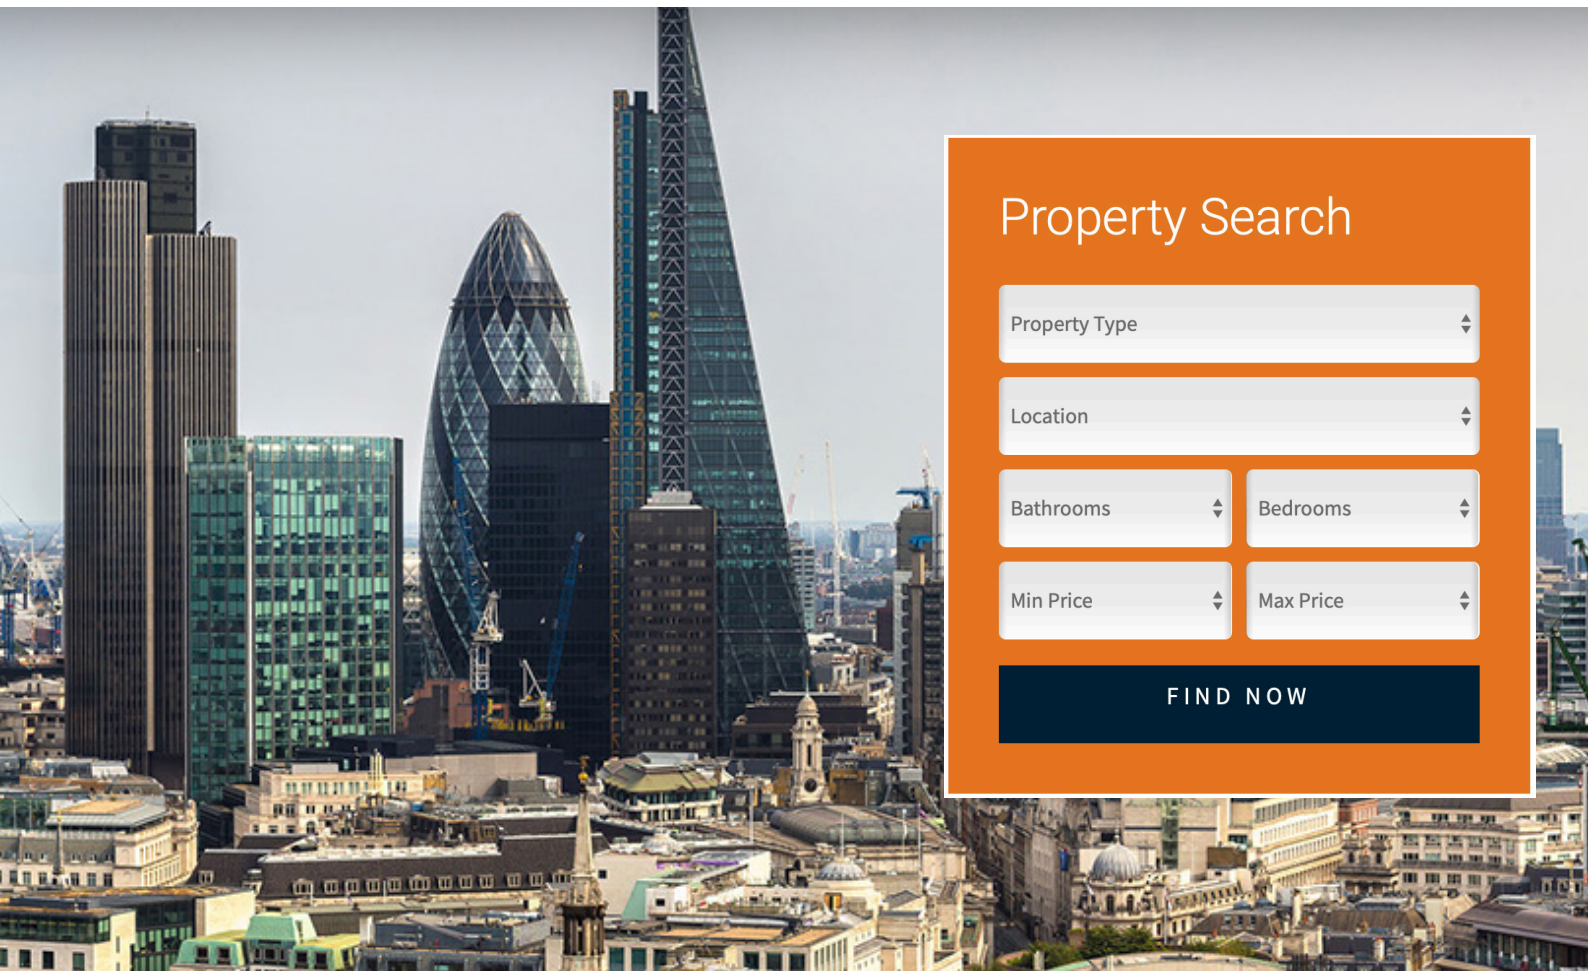 Property Search
Property Type
Location
Bathrooms
Bedrooms
Min Price
Max Price
FIND NOW